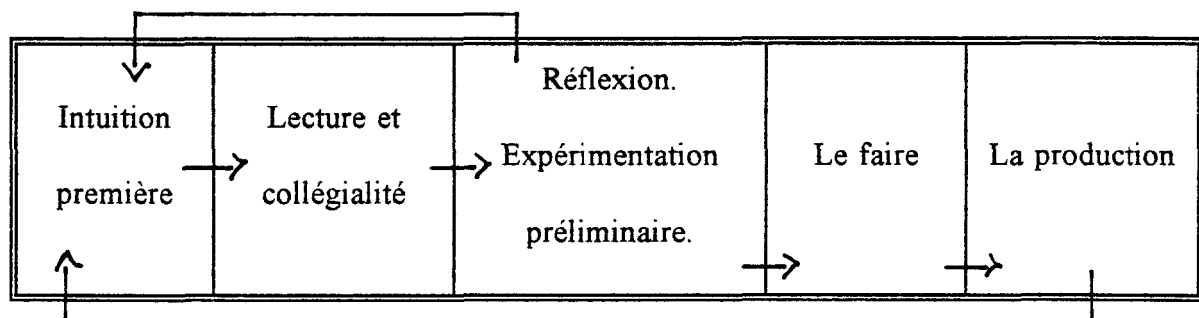 Intuition
première
Lecture et
collégialité
Réflexion.
Expérimentation
préliminaire.
Le faire
La production